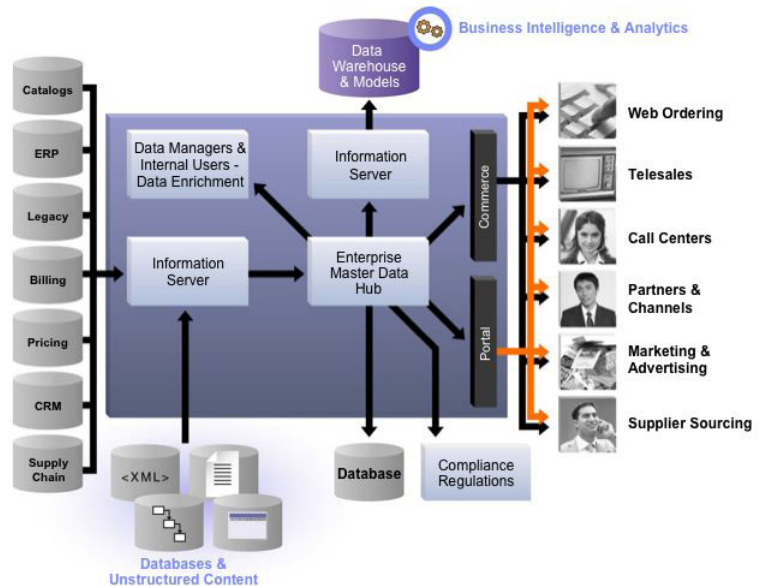 Business Intelligence & Analytics
Data
Warehouse
& Models
Catalogs
ERP
Legacy
Billing
Pricing
CRM
Supply
Chain
Data Managers &
Internal Users -
Data Enrichment
Information
Server
Information
Server
Enterprise
Master Data
Hub
Commerce
Portal
Web Ordering
Telesales
Call Centers
Partners &
Channels
Marketing &
Advertising
Supplier Sourcing
<XML>
Database
Compliance
Regulations
Databases &
Unstructured Content